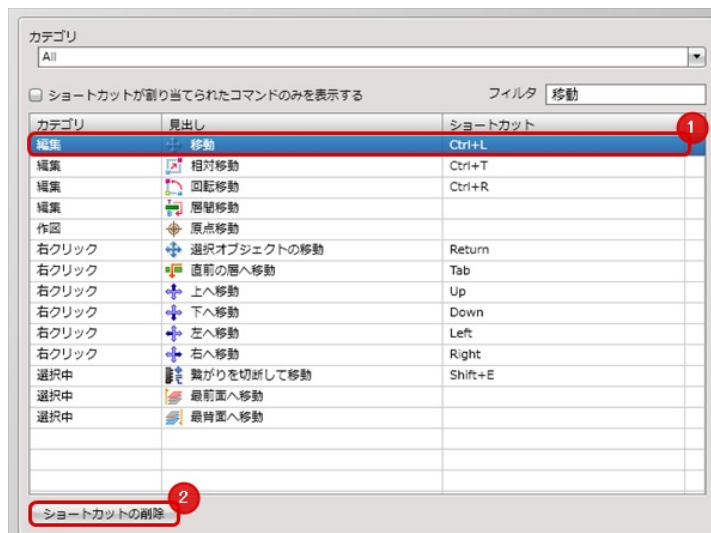 カテゴリ
All
ショートカットが割り当てられたコマンドのみを表示する フィルタ 移動
カテゴリ 見出し ショートカット 1
編集 移動 Ctrl+L
編集 相対移動 Ctrl+T
編集 回転移動 Ctrl+R
編集 層間移動
作図 原点移動
右クリック 選択オブジェクトの移動 Return
右クリック 直前の層へ移動 Tab
右クリック 上へ移動 Up
右クリック 下へ移動 Down
右クリック 左へ移動 Left
右クリック 右へ移動 Right
選択中 繋がりを切断して移動 Shift+E
選択中 最前面へ移動
選択中 最背面へ移動
2
ショートカットの削除